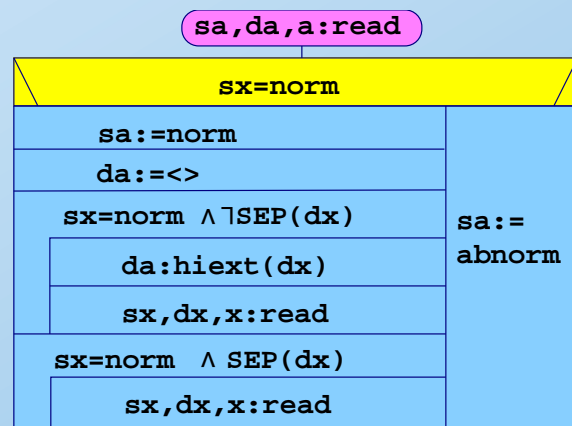 sa,da,a:read
sx=norm
sa:=norm
da:=<>
sx=norm ∧ ˥SEP(dx)
da:hiext(dx)
sx,dx,x:read
sx=norm ∧ SEP(dx)
sx,dx,x:read
sa:=
abnorm